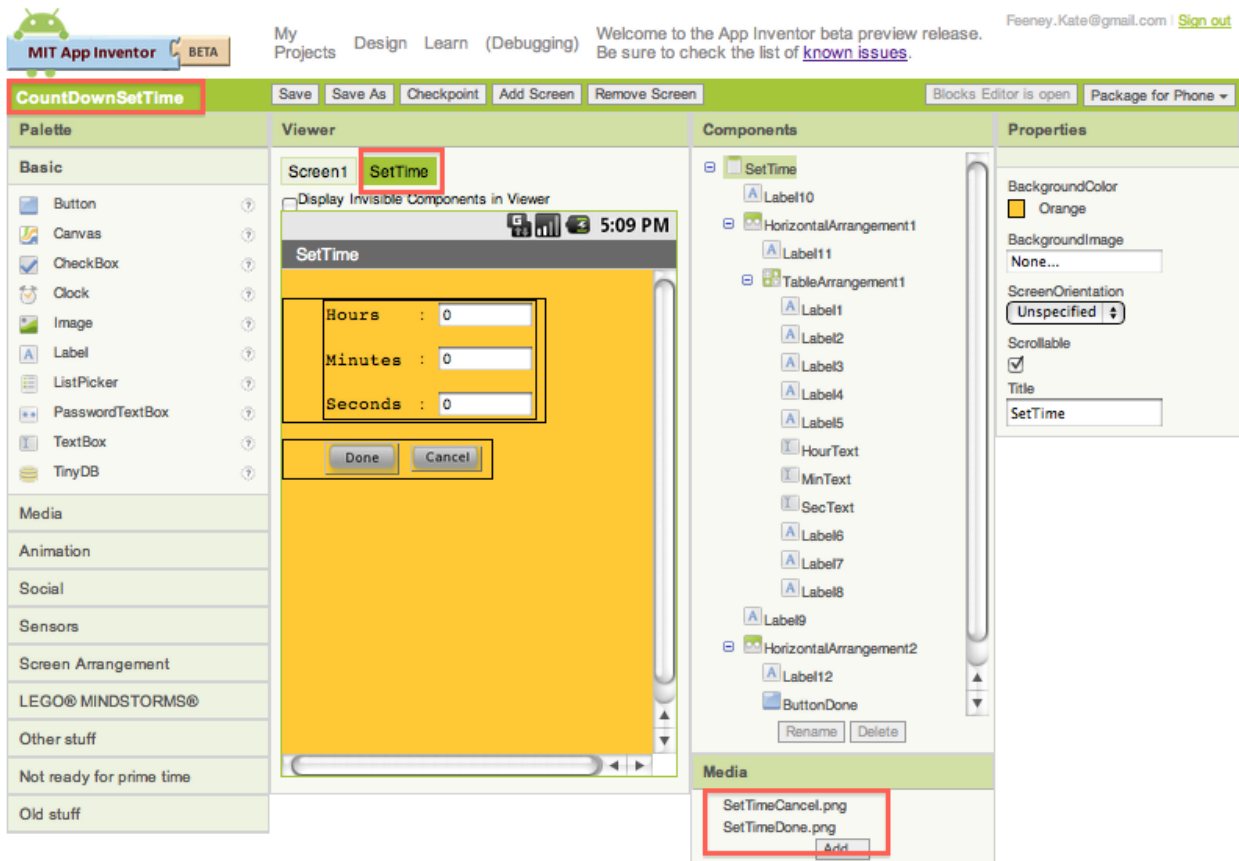 Feeney.Kate@gmail.com | Sign out
MIT App Inventor BETA
My Projects Design Learn (Debugging)
Welcome to the App Inventor beta preview release.
Be sure to check the list of known issues.
CountDownSetTime
Save Save As Checkpoint Add Screen Remove Screen Blocks Editor is open Package for Phone
Palette
Basic
Button ?
Canvas ?
CheckBox ?
Clock ?
Image ?
Label ?
ListPicker ?
PasswordTextBox ?
TextBox ?
TinyDB ?
Media
Animation
Social
Sensors
Screen Arrangement
LEGO® MINDSTORMS®
Other stuff
Not ready for prime time
Old stuff
Viewer
Screen1 SetTime
Display Invisible Components in Viewer
G 5:09 PM
SetTime
Hours : 0
Minutes : 0
Seconds : 0
Done Cancel
Components
SetTime
Label10
HorizontalArrangement1
Label11
TableArrangement1
Label1
Label2
Label3
Label4
Label5
HourText
MinText
SecText
Label6
Label7
Label8
Label9
HorizontalArrangement2
Label12
ButtonDone
Rename Delete
Media
SetTimeCancel.png
SetTimeDone.png
Add...
Properties
BackgroundColor
Orange
BackgroundImage
None...
ScreenOrientation
Unspecified
Scrollable
Title
SetTime